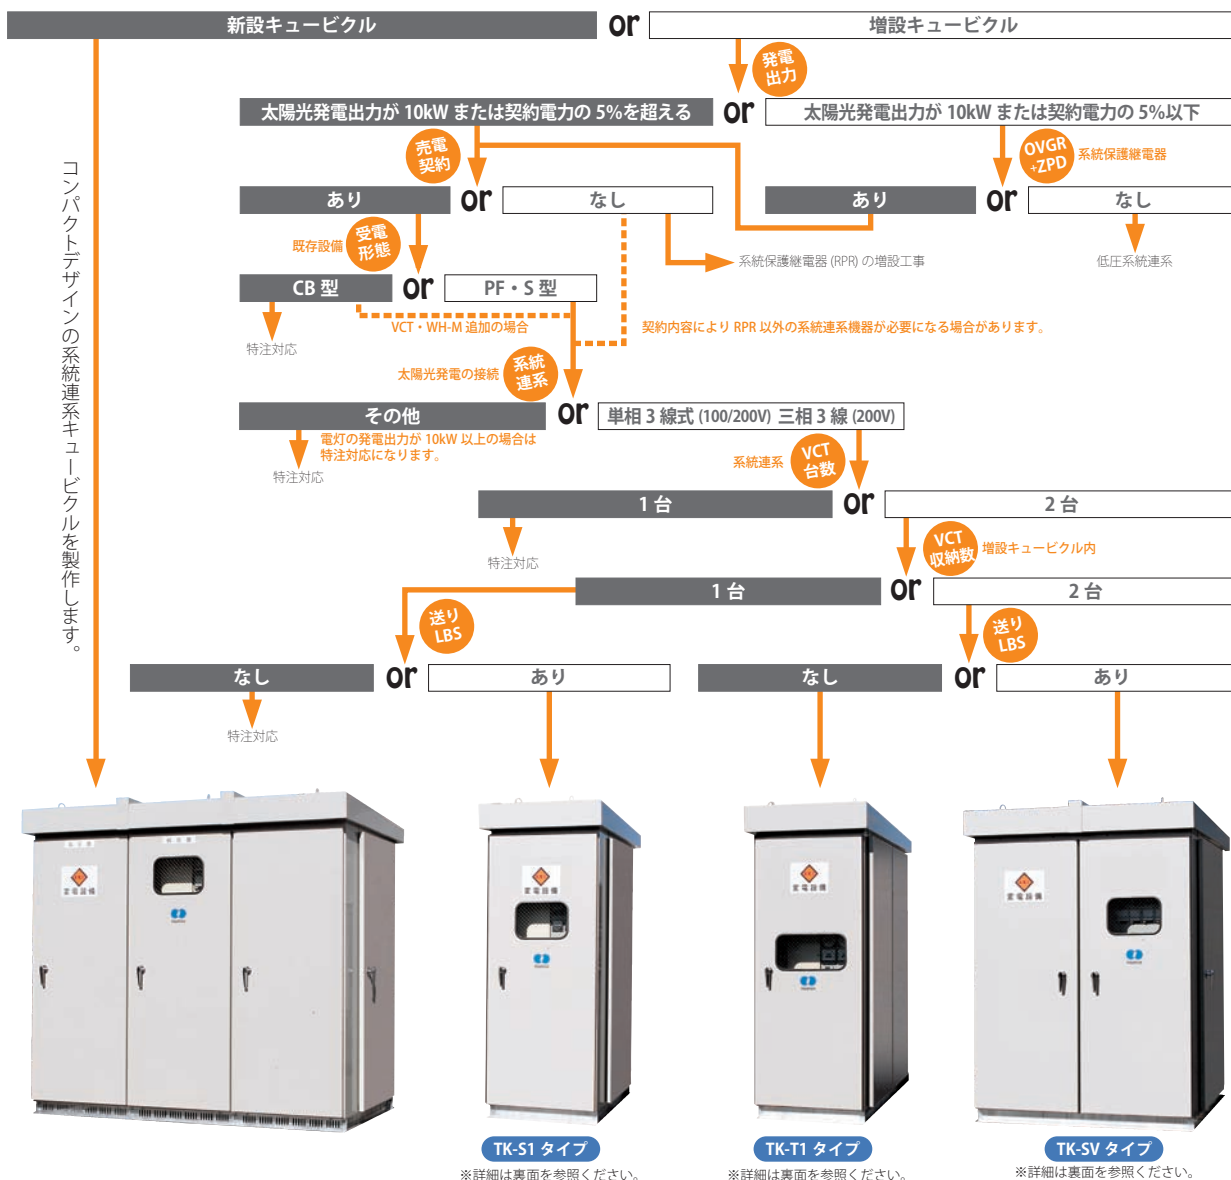 新設キュービクル or 増設キュービクル
発電
出力
太陽光発電出力が 10kW または契約電力の 5%を超える or 太陽光発電出力が 10kW または契約電力の 5%以下
売電
契約
OVGR
+ZPD
系統保護継電器
あり or なし
あり or なし
既存設備
受電
形態
系統保護継電器 (RPR) の増設工事
低圧系統連系
CB 型 or PF・S 型
VCT・WH-M 追加の場合
契約内容により RPR 以外の系統連系機器が必要になる場合があります。
特注対応
太陽光発電の接続
系統
連系
その他 or 単相 3 線式 (100/200V) 三相 3 線 (200V)
電灯の発電出力が 10kW 以上の場合は
特注対応になります。
特注対応
系統連系
VCT
台数
1 台 or 2 台
特注対応
VCT
収納数
増設キュービクル内
1 台 or 2 台
送り
LBS
送り
LBS
なし or あり
なし or あり
特注対応
コンパクトデザインの系統連系キュービクルを製作します。
変電設備
変電設備
変電設備
変電設備
TK-S1 タイプ
※詳細は裏面を参照ください。
TK-T1 タイプ
※詳細は裏面を参照ください。
TK-SV タイプ
※詳細は裏面を参照ください。